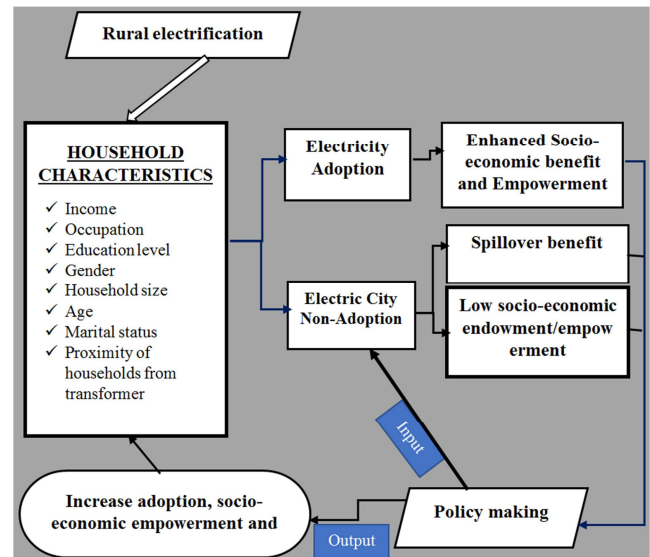 Rural electrification
HOUSEHOLD
CHARACTERISTICS
✓ Income
✓ Occupation
✓ Education level
✓ Gender
✓ Household size
✓ Age
✓ Marital status
✓ Proximity of
households from
transformer
Electricity
Adoption
Enhanced Socio-
economic benefit
and Empowerment
Spillover benefit
Electric City
Non-Adoption
Low socio-economic
endowment/empow
erment
Input
Increase adoption, socio-
economic empowerment and
Output
Policy making